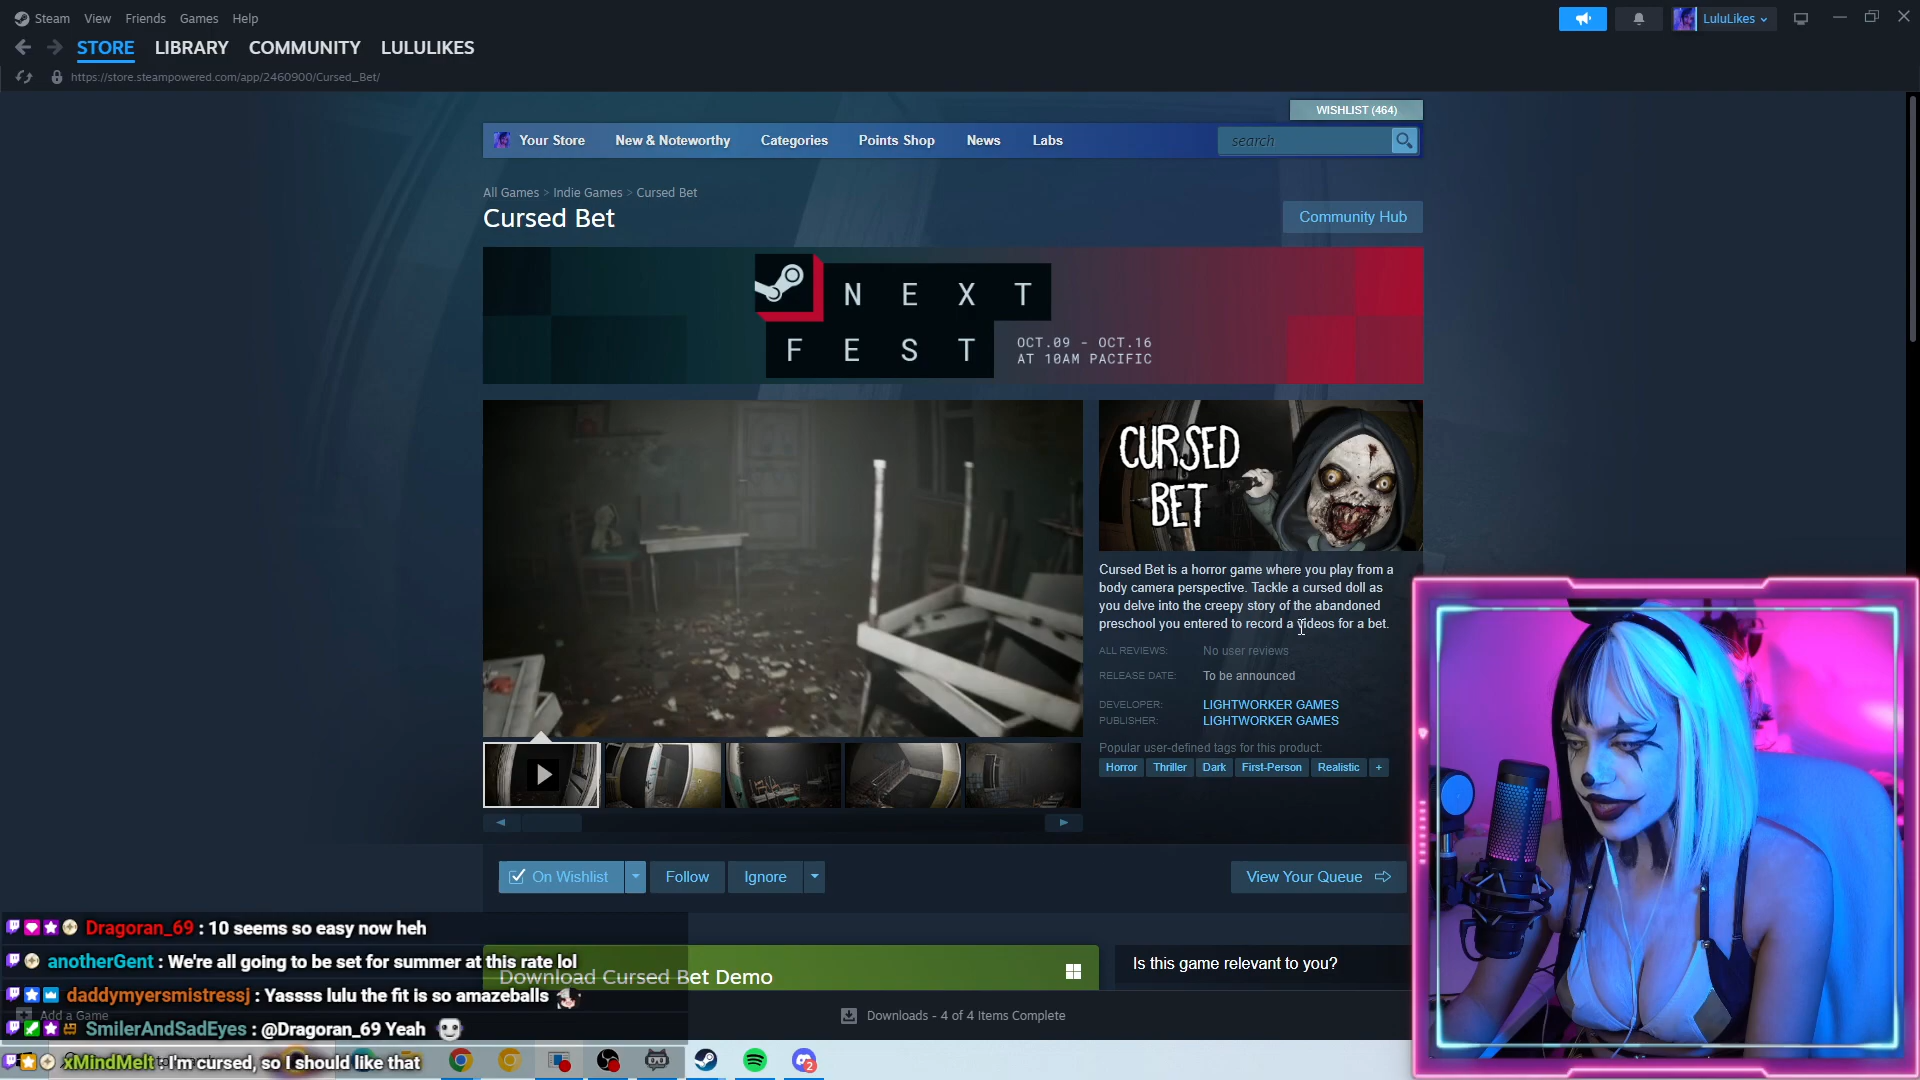 Steam View Friends Games Help
LuluLikes
STORE LIBRARY COMMUNITY LULULIKES
https://store.steampowered.com/app/2460900/Cursed_Bet/
WISHLIST (464)
Your Store New & Noteworthy Categories Points Shop News Labs
search
All Games > Indie Games > Cursed Bet
Cursed Bet
Community Hub
NEXT
FEST
OCT.09 - OCT.16
AT 10AM PACIFIC
CURSED
BET
Cursed Bet is a horror game where you play from a
body camera perspective. Tackle a cursed doll as
you delve into the creepy story of the abandoned
preschool you entered to record a videos for a bet.
ALL REVIEWS: No user reviews
RELEASE DATE: To be announced
DEVELOPER: LIGHTWORKER GAMES
PUBLISHER: LIGHTWORKER GAMES
Popular user-defined tags for this product:
Horror Thriller Dark First-Person Realistic +
On Wishlist Follow Ignore
View Your Queue
Download Cursed Bet Demo
Is this game relevant to you?
Dragoran_69 : 10 seems so easy now heh
anotherGent : We're all going to be set for summer at this rate lol
daddymyersmistressj : Yassss lulu the fit is so amazeballs
Add a Game
Downloads - 4 of 4 Items Complete
SmilerAndSadEyes : @Dragoran_69 Yeah
XMindMelt : I'm cursed, so I should like that
2